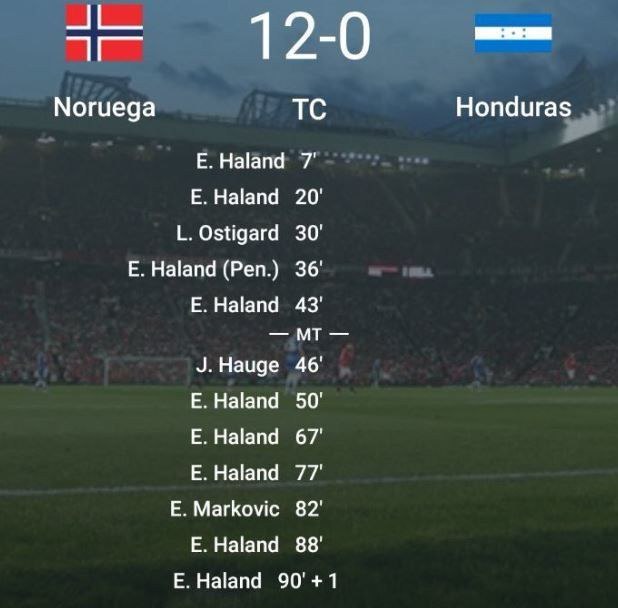 12-0
Noruega TC Honduras
E. Haland 7'
E. Haland 20'
L. Ostigard 30'
E. Haland (Pen.) 36'
E. Haland 43'
— MT —
J. Hauge 46'
E. Haland 50'
E. Haland 67'
E. Haland 77'
E. Markovic 82'
E. Haland 88'
E. Haland 90' + 1